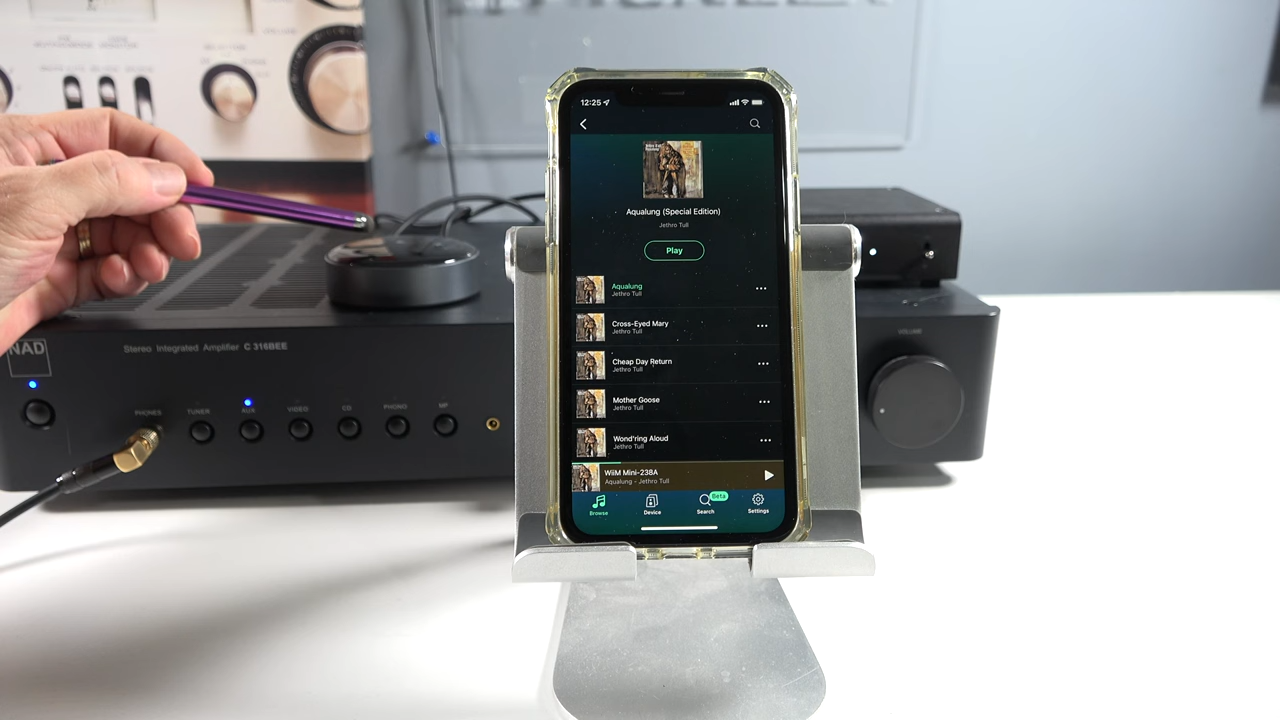 12:25
Aqualung (Special Edition)
Jethro Tull
Play
Aqualung
Jethro Tull
Cross-Eyed Mary
Jethro Tull
Cheap Day Return
Jethro Tull
Mother Goose
Jethro Tull
Wond'ring Aloud
Jethro Tull
WiiM Mini-238A
Aqualung - Jethro Tull
Browse
Device
Beta
Search
Settings
NAD
Stereo Integrated Amplifier C 316BEE
VOLUME
PHONES
TUNER
AUX
VIDEO
CD
PHONO
MP